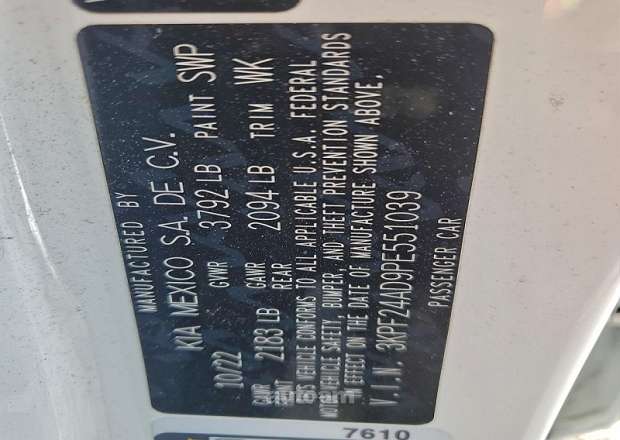 MANUFACTURED BY
KIA MEXICO S.A. DE C.V.
10/22 GVWR 3792 LB PAINT SWP
GAWR GAWR TRIM WK
FRONT 2183 LB REAR 2094 LB
THIS VEHICLE CONFORMS TO ALL APPLICABLE U.S.A. FEDERAL
MOTOR VEHICLE SAFETY, BUMPER, AND THEFT PREVENTION STANDARDS
IN EFFECT ON THE DATE OF MANUFACTURE SHOWN ABOVE.
V.I.N. 3KPF24AD9PE551039
PASSENGER CAR
7610